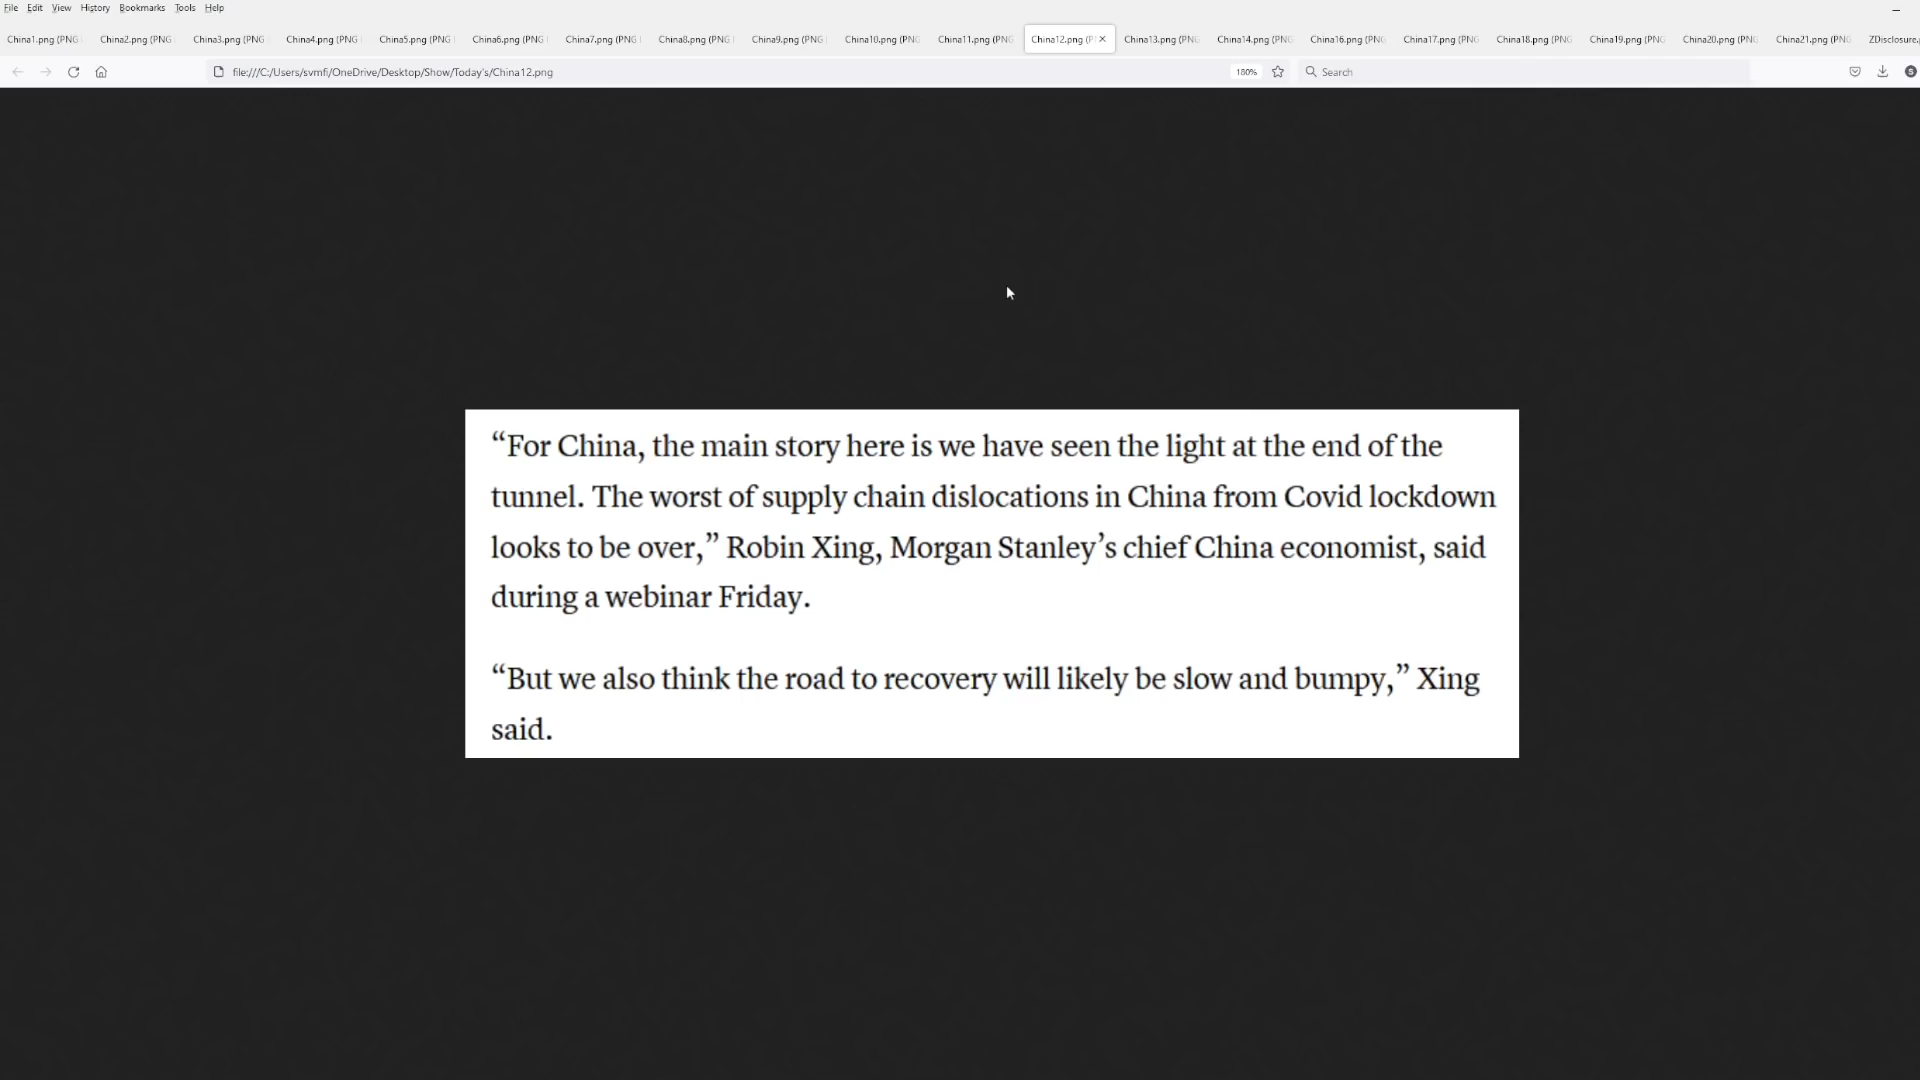 File Edit View History Bookmarks Tools Help
China1.png (PNG China2.png (PNG China3.png (PNG China4.png (PNG China5.png (PNG China6.png (PNG China7.png (PNG China8.png (PNG China9.png (PNG China10.png (PNG China11.png (PNG China12.png (P China13.png (PNG China14.png (PNG China16.png (PNG China17.png (PNG China18.png (PNG China19.png (PNG China20.png (PNG China21.png (PNG ZDisclosure.
file:///C:/Users/svmfi/OneDrive/Desktop/Show/Today's/China12.png 180% Search S
“For China, the main story here is we have seen the light at the end of the
tunnel. The worst of supply chain dislocations in China from Covid lockdown
looks to be over,” Robin Xing, Morgan Stanley’s chief China economist, said
during a webinar Friday.
“But we also think the road to recovery will likely be slow and bumpy,” Xing
said.